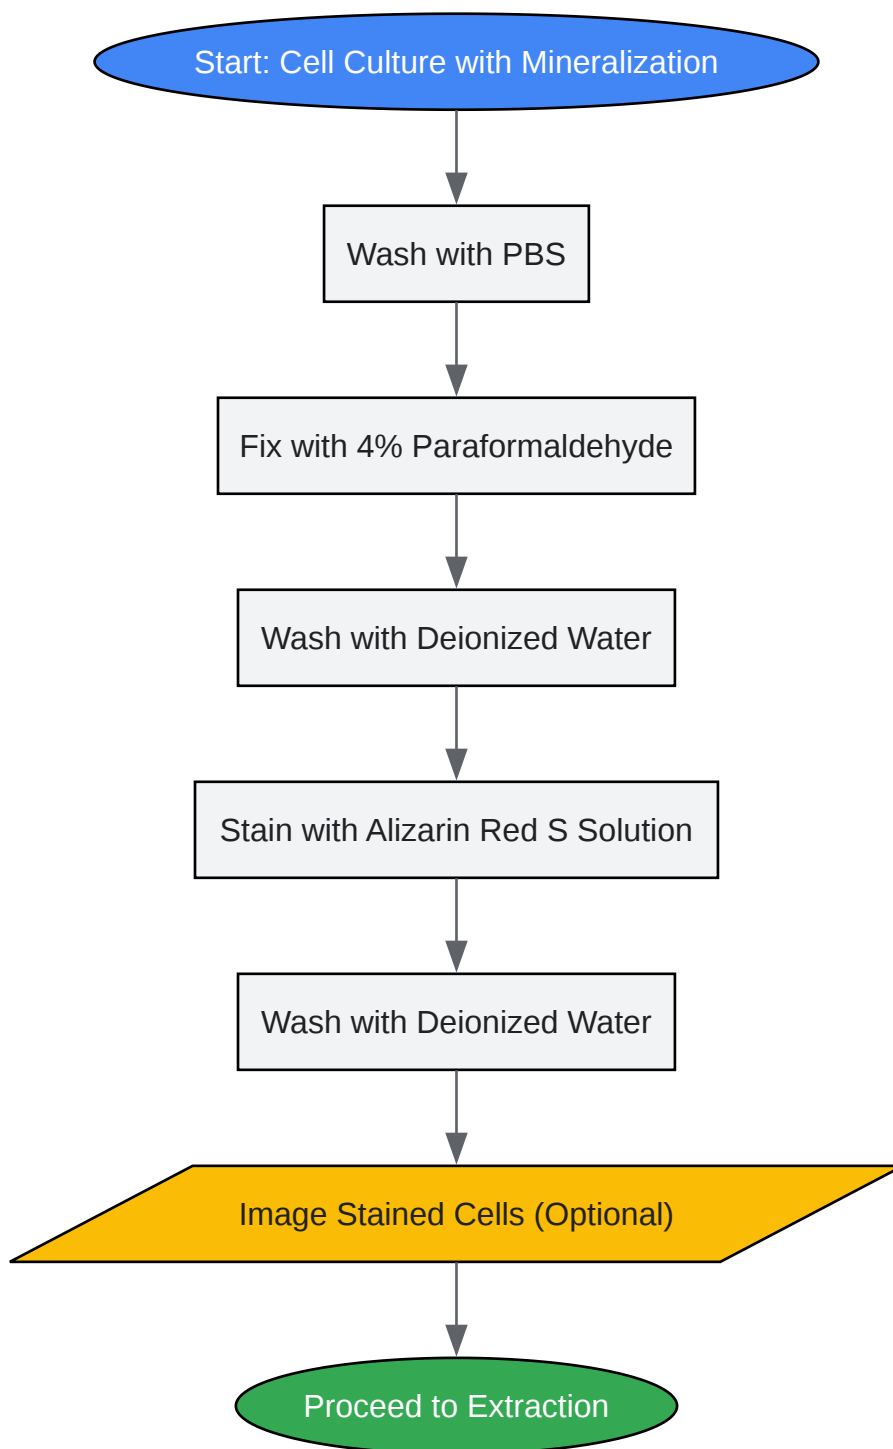 Start: Cell Culture with Mineralization
Wash with PBS
Fix with 4% Paraformaldehyde
Wash with Deionized Water
Stain with Alizarin Red S Solution
Wash with Deionized Water
Image Stained Cells (Optional)
Proceed to Extraction